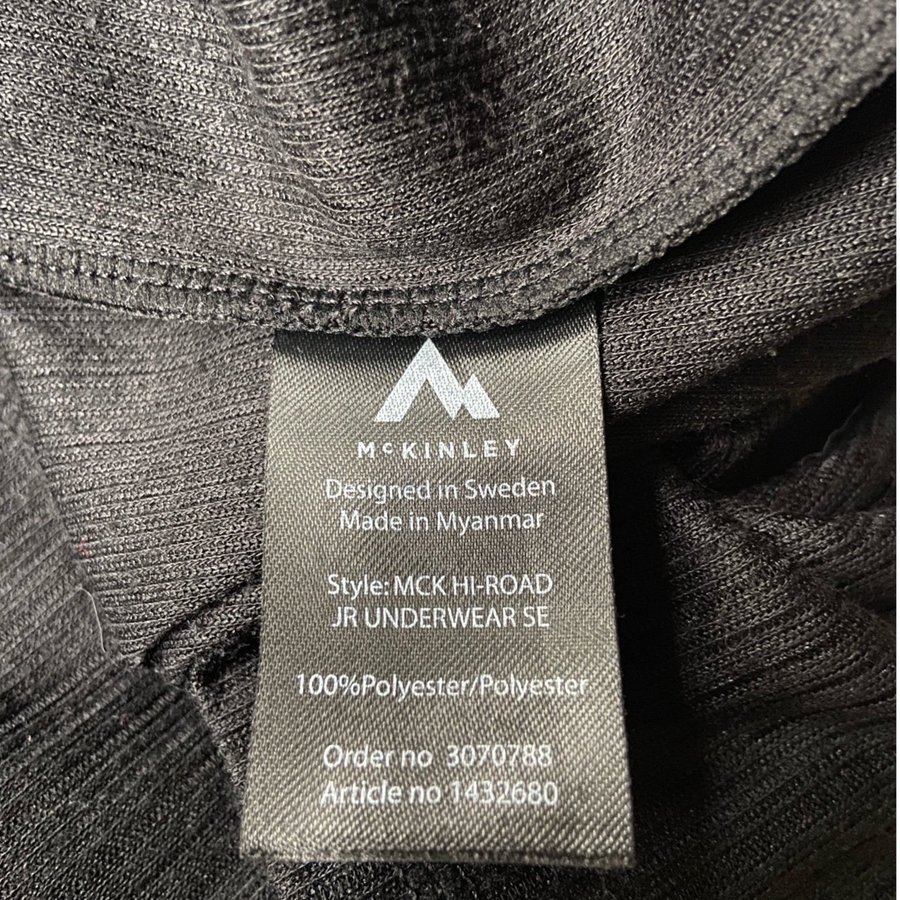 McKINLEY
Designed in Sweden
Made in Myanmar
Style: MCK HI-ROAD
JR UNDERWEAR SE
100%Polyester/Polyester
Order no 3070788
Article no 1432680